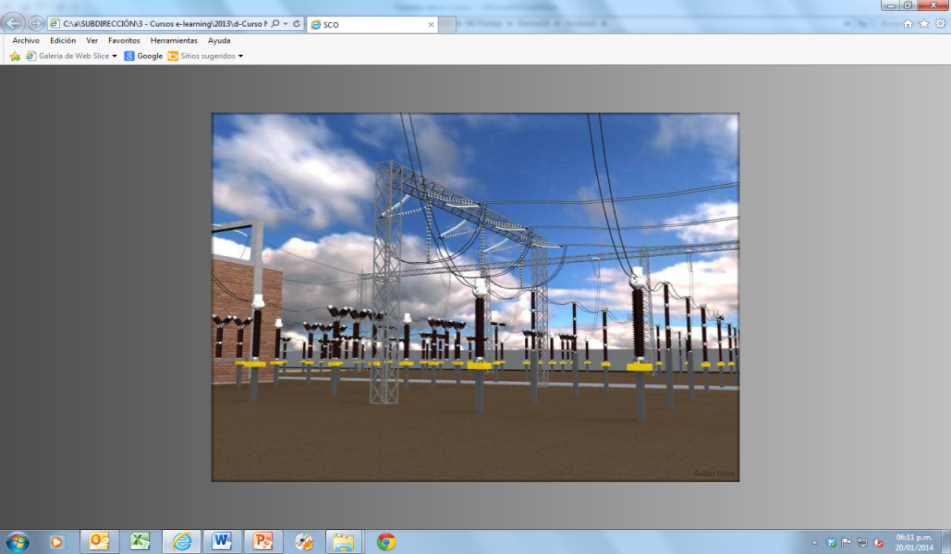 C:\a\SUBDIRECCIÓN\3 - Cursos e-learning\2013\d-Curso
SCO
Archivo Edición Ver Favoritos Herramientas Ayuda
Galería de Web Slice Google Sitios sugeridos
06:11 p.m.
20/01/2014